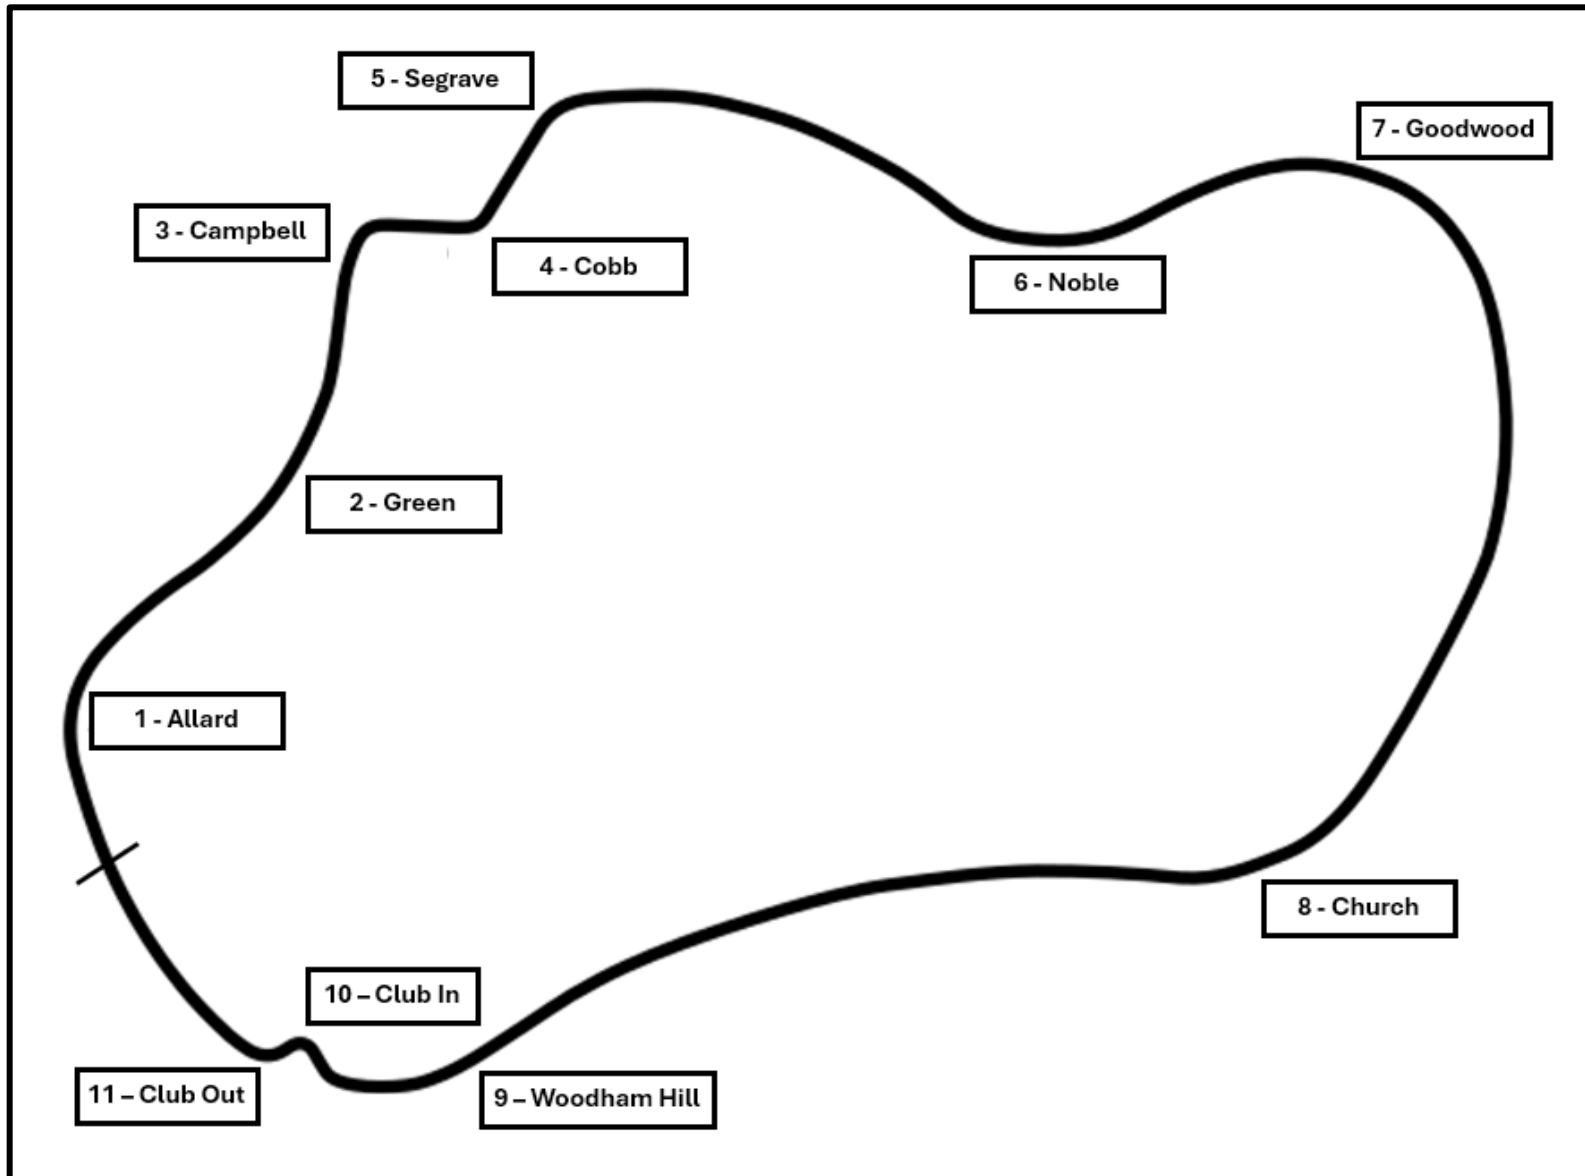 5 - Segrave
7 - Goodwood
3 - Campbell
4 - Cobb
6 - Noble
2 - Green
1 - Allard
8 - Church
10 – Club In
11 – Club Out
9 – Woodham Hill